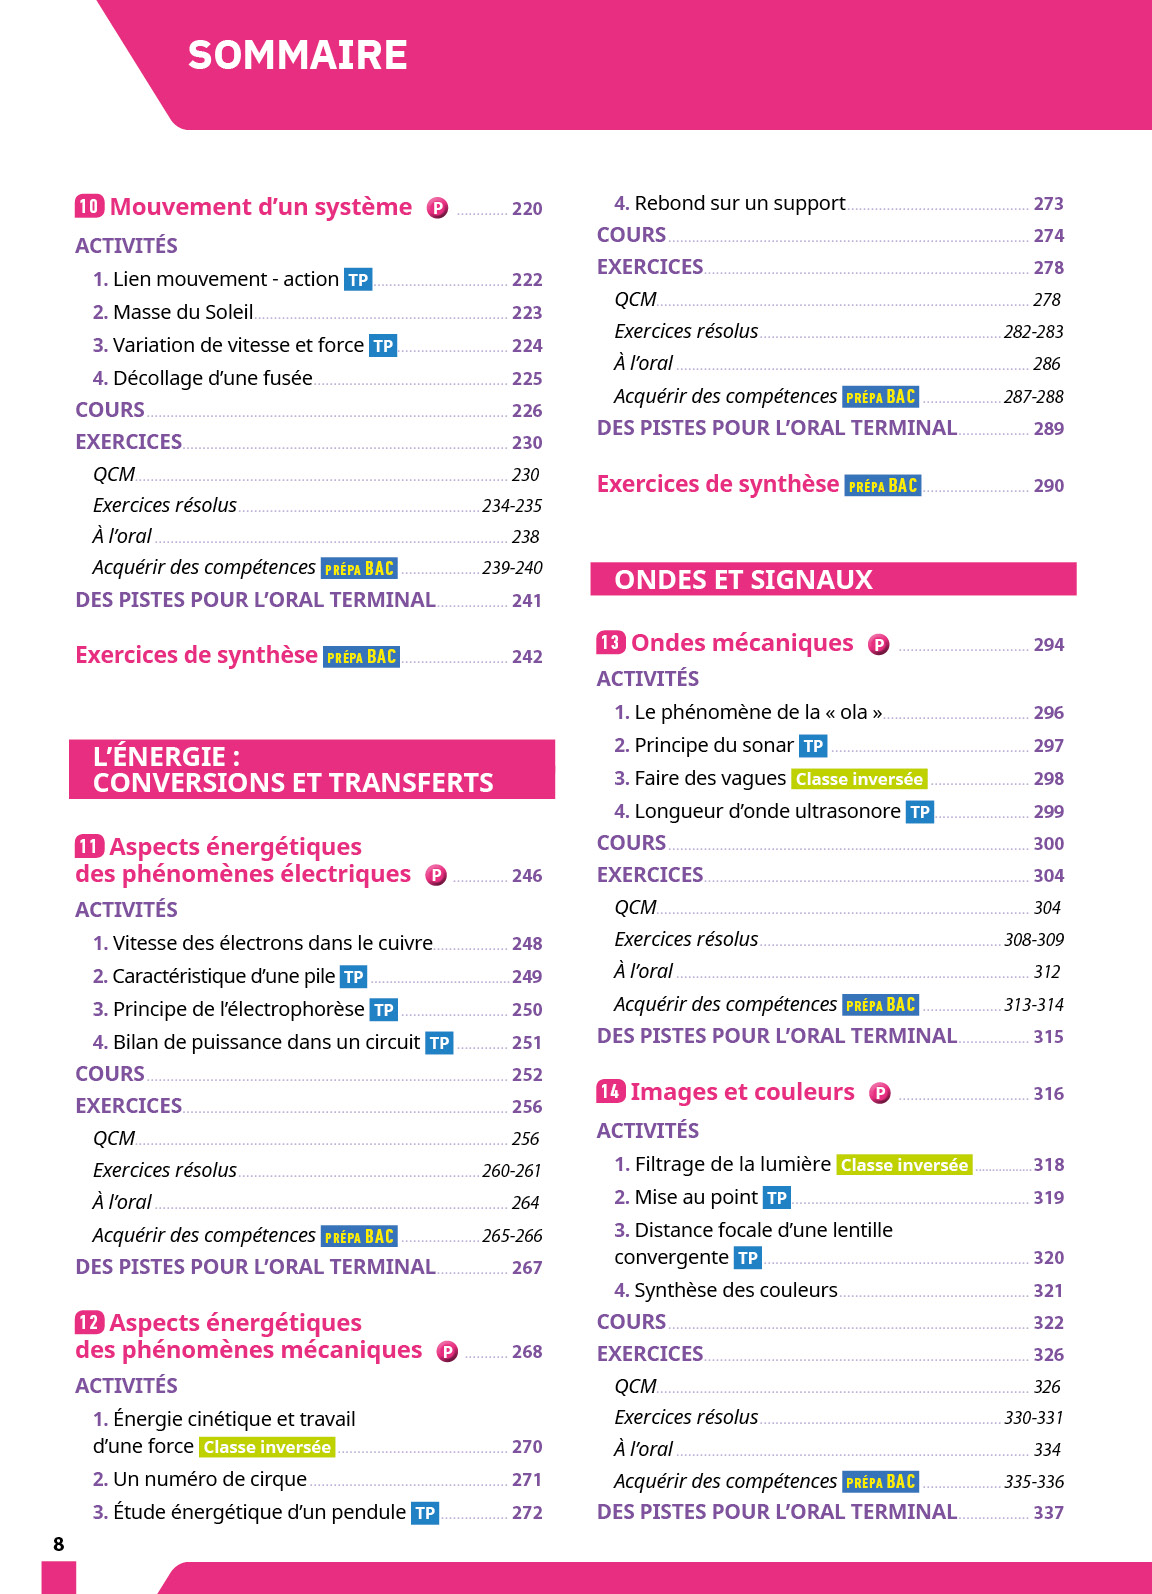 SOMMAIRE
10 Mouvement d’un système P 220
ACTIVITÉS
1. Lien mouvement - action TP 222
2. Masse du Soleil 223
3. Variation de vitesse et force TP 224
4. Décollage d’une fusée 225
COURS 226
EXERCICES 230
QCM 230
Exercices résolus 234-235
À l’oral 238
Acquérir des compétences PRÉPA BAC 239-240
DES PISTES POUR L’ORAL TERMINAL 241
Exercices de synthèse PRÉPA BAC 242
L’ÉNERGIE :
CONVERSIONS ET TRANSFERTS
11 Aspects énergétiques
des phénomènes électriques P 246
ACTIVITÉS
1. Vitesse des électrons dans le cuivre 248
2. Caractéristique d’une pile TP 249
3. Principe de l’électrophorèse TP 250
4. Bilan de puissance dans un circuit TP 251
COURS 252
EXERCICES 256
QCM 256
Exercices résolus 260-261
À l’oral 264
Acquérir des compétences PRÉPA BAC 265-266
DES PISTES POUR L’ORAL TERMINAL 267
12 Aspects énergétiques
des phénomènes mécaniques P 268
ACTIVITÉS
1. Énergie cinétique et travail
d’une force Classe inversée 270
2. Un numéro de cirque 271
3. Étude énergétique d’un pendule TP 272
4. Rebond sur un support 273
COURS 274
EXERCICES 278
QCM 278
Exercices résolus 282-283
À l’oral 286
Acquérir des compétences PRÉPA BAC 287-288
DES PISTES POUR L’ORAL TERMINAL 289
Exercices de synthèse PRÉPA BAC 290
ONDES ET SIGNAUX
13 Ondes mécaniques P 294
ACTIVITÉS
1. Le phénomène de la « ola » 296
2. Principe du sonar TP 297
3. Faire des vagues Classe inversée 298
4. Longueur d’onde ultrasonore TP 299
COURS 300
EXERCICES 304
QCM 304
Exercices résolus 308-309
À l’oral 312
Acquérir des compétences PRÉPA BAC 313-314
DES PISTES POUR L’ORAL TERMINAL 315
14 Images et couleurs P 316
ACTIVITÉS
1. Filtrage de la lumière Classe inversée 318
2. Mise au point TP 319
3. Distance focale d’une lentille
convergente TP 320
4. Synthèse des couleurs 321
COURS 322
EXERCICES 326
QCM 326
Exercices résolus 330-331
À l’oral 334
Acquérir des compétences PRÉPA BAC 335-336
DES PISTES POUR L’ORAL TERMINAL 337
8